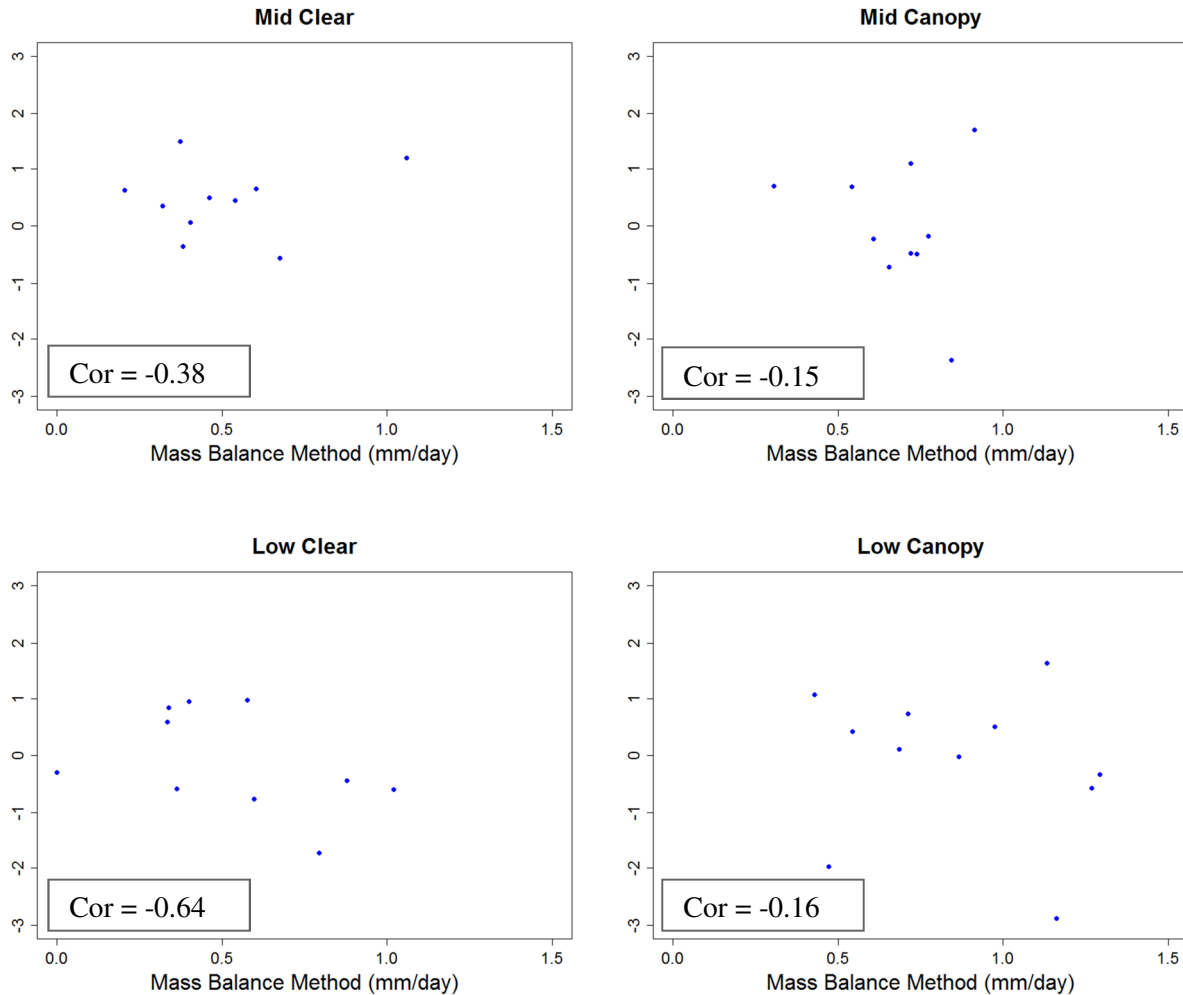 Mid Clear
3
2
1
0
-1
-2
-3
Cor = -0.38
0.0 0.5 1.0 1.5
Mass Balance Method (mm/day)
Mid Canopy
3
2
1
0
-1
-2
-3
Cor = -0.15
0.0 0.5 1.0 1.5
Mass Balance Method (mm/day)
Low Clear
3
2
1
0
-1
-2
-3
Cor = -0.64
0.0 0.5 1.0 1.5
Mass Balance Method (mm/day)
Low Canopy
3
2
1
0
-1
-2
-3
Cor = -0.16
0.0 0.5 1.0 1.5
Mass Balance Method (mm/day)